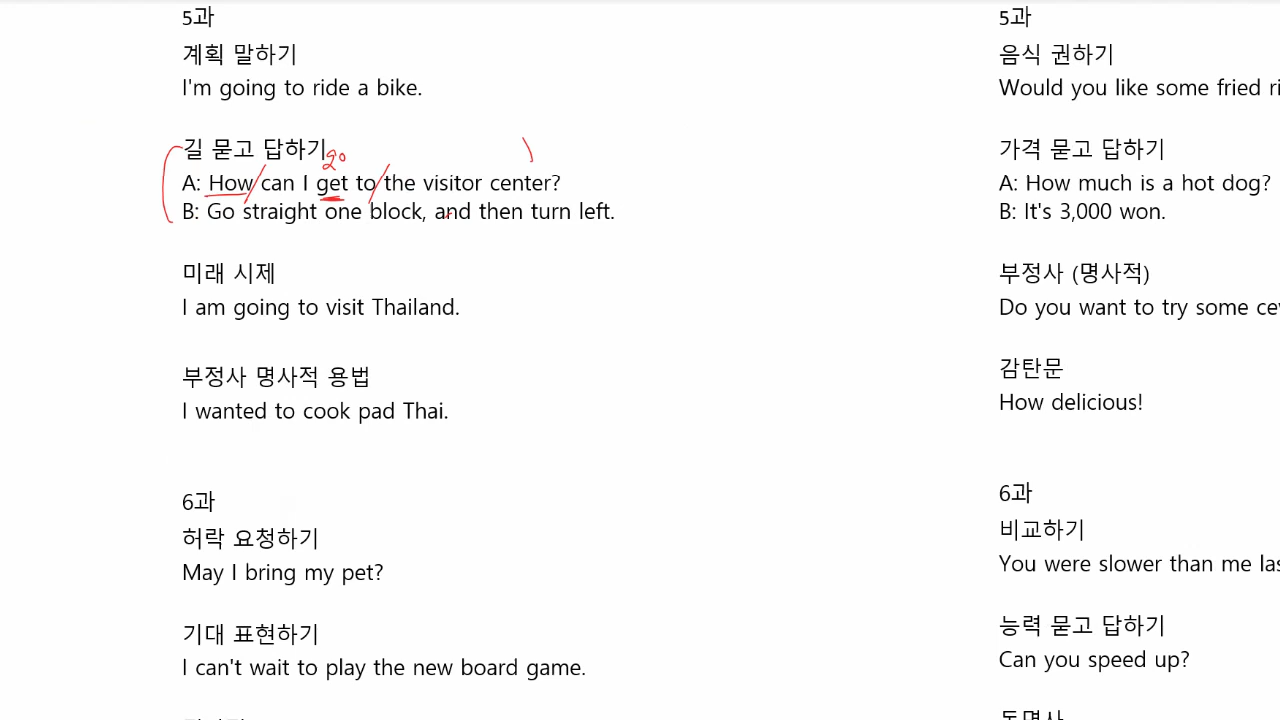 5과
계획 말하기
I'm going to ride a bike.
길 묻고 답하기
go
A: How can I get to the visitor center?
B: Go straight one block, and then turn left.
미래 시제
I am going to visit Thailand.
부정사 명사적 용법
I wanted to cook pad Thai.
6과
허락 요청하기
May I bring my pet?
기대 표현하기
I can't wait to play the new board game.
5과
음식 권하기
Would you like some fried
가격 묻고 답하기
A: How much is a hot dog?
B: It's 3,000 won.
부정사 (명사적)
Do you want to try some
감탄문
How delicious!
6과
비교하기
You were slower than me
능력 묻고 답하기
Can you speed up?